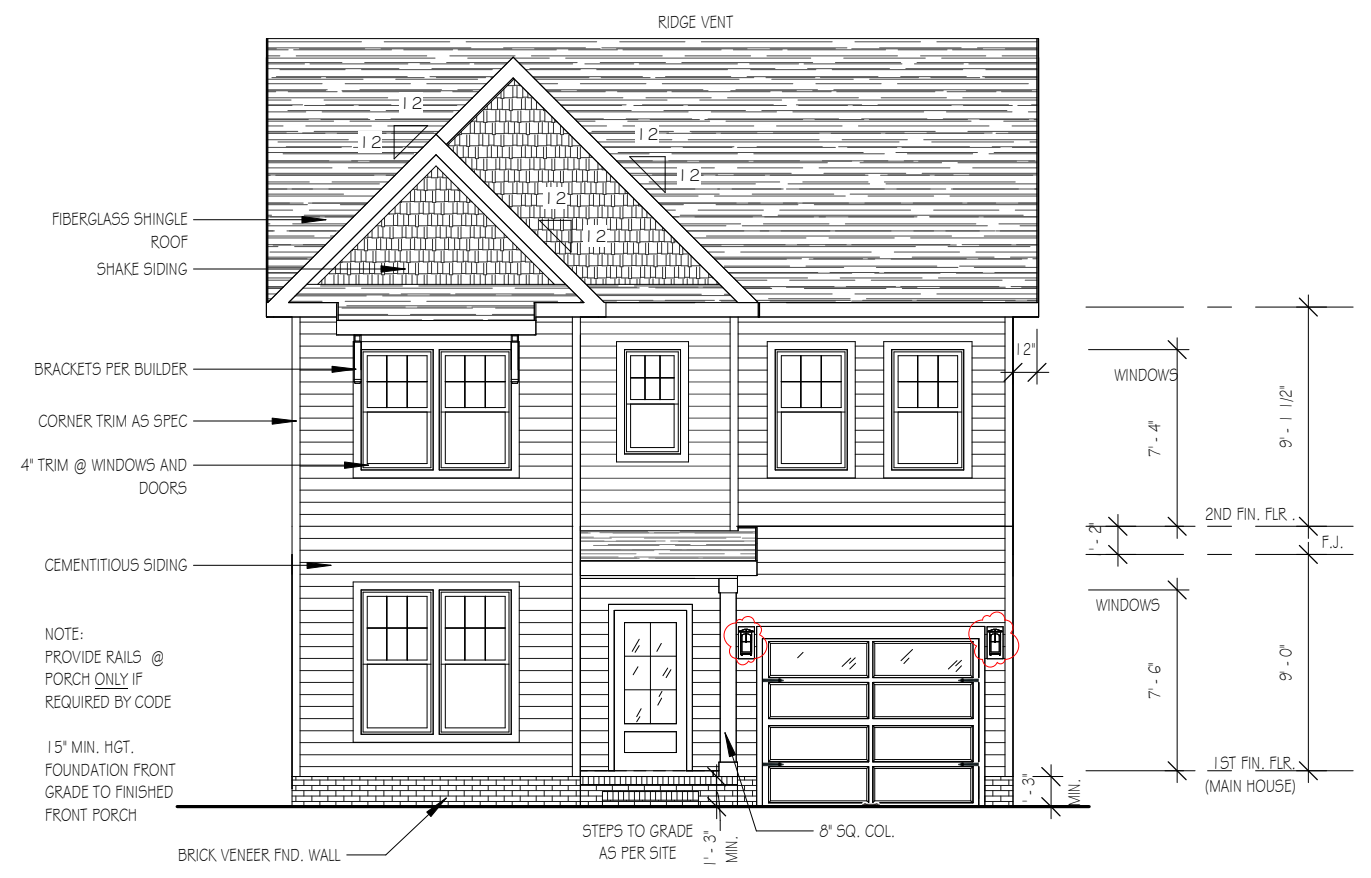 RIDGE VENT
12
12
12
12
12
12
FIBERGLASS SHINGLE
ROOF
SHAKE SIDING
BRACKETS PER BUILDER
CORNER TRIM AS SPEC
4" TRIM @ WINDOWS AND
DOORS
CEMENTITIOUS SIDING
NOTE:
PROVIDE RAILS @
PORCH ONLY IF
REQUIRED BY CODE
15" MIN. HGT.
FOUNDATION FRONT
GRADE TO FINISHED
FRONT PORCH
BRICK VENEER FND. WALL
STEPS TO GRADE
AS PER SITE
1' - 3"
MIN.
8" SQ. COL.
12"
WINDOWS
7' - 4"
9' - 1 1/2"
2ND FIN. FLR.
' - 2"
F.J.
WINDOWS
7' - 6"
9' - 0"
1ST FIN. FLR.
(MAIN HOUSE)
' - 3"
MIN.